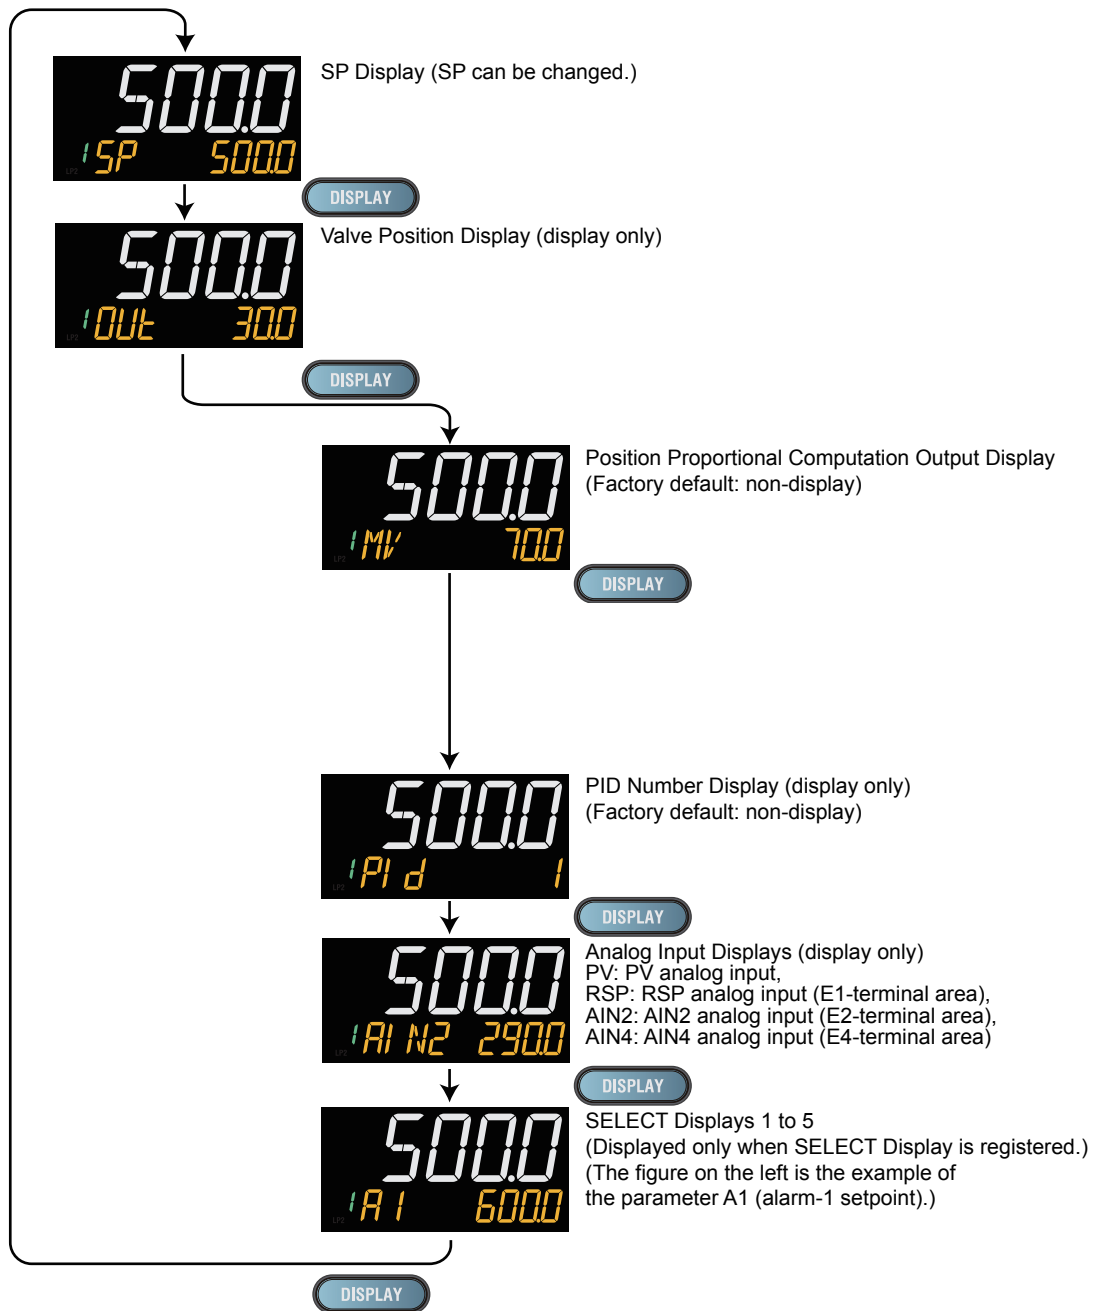 500.0
SP Display (SP can be changed.)
1 SP 500.0
LP2
DISPLAY
500.0
Valve Position Display (display only)
1 OUt 30.0
LP2
DISPLAY
500.0
Position Proportional Computation Output Display
(Factory default: non-display)
1 MV 70.0
LP2
DISPLAY
500.0
PID Number Display (display only)
(Factory default: non-display)
1 PId 1
LP2
DISPLAY
500.0
Analog Input Displays (display only)
PV: PV analog input,
RSP: RSP analog input (E1-terminal area),
AIN2: AIN2 analog input (E2-terminal area),
AIN4: AIN4 analog input (E4-terminal area)
1 AIN2 290.0
LP2
DISPLAY
500.0
SELECT Displays 1 to 5
(Displayed only when SELECT Display is registered.)
(The figure on the left is the example of
the parameter A1 (alarm-1 setpoint).)
1 A1 600.0
LP2
DISPLAY